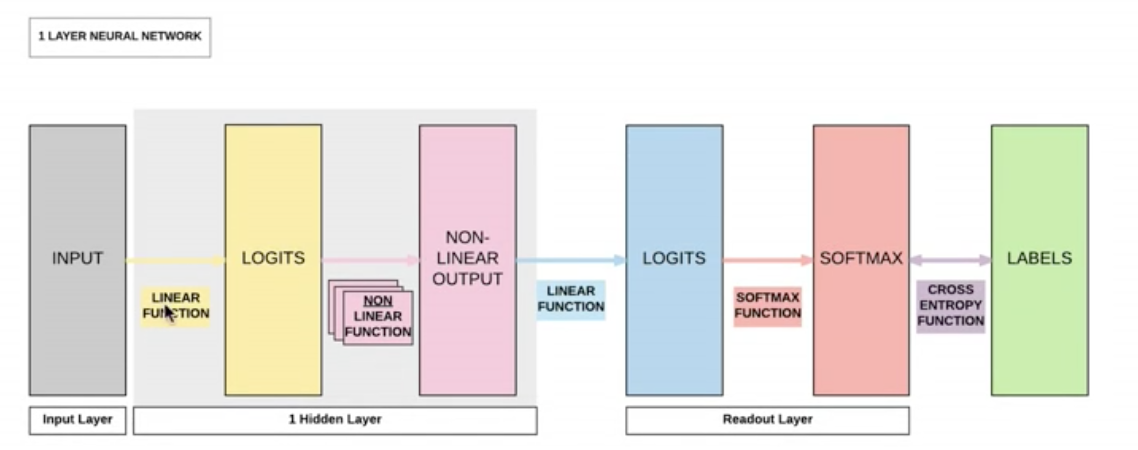 1 LAYER NEURAL NETWORK
INPUT
LINEAR
FUNCTION
LOGITS
NON
LINEAR
FUNCTION
NON-
LINEAR
OUTPUT
LINEAR
FUNCTION
LOGITS
SOFTMAX
FUNCTION
SOFTMAX
CROSS
ENTROPY
FUNCTION
LABELS
Input Layer
1 Hidden Layer
Readout Layer